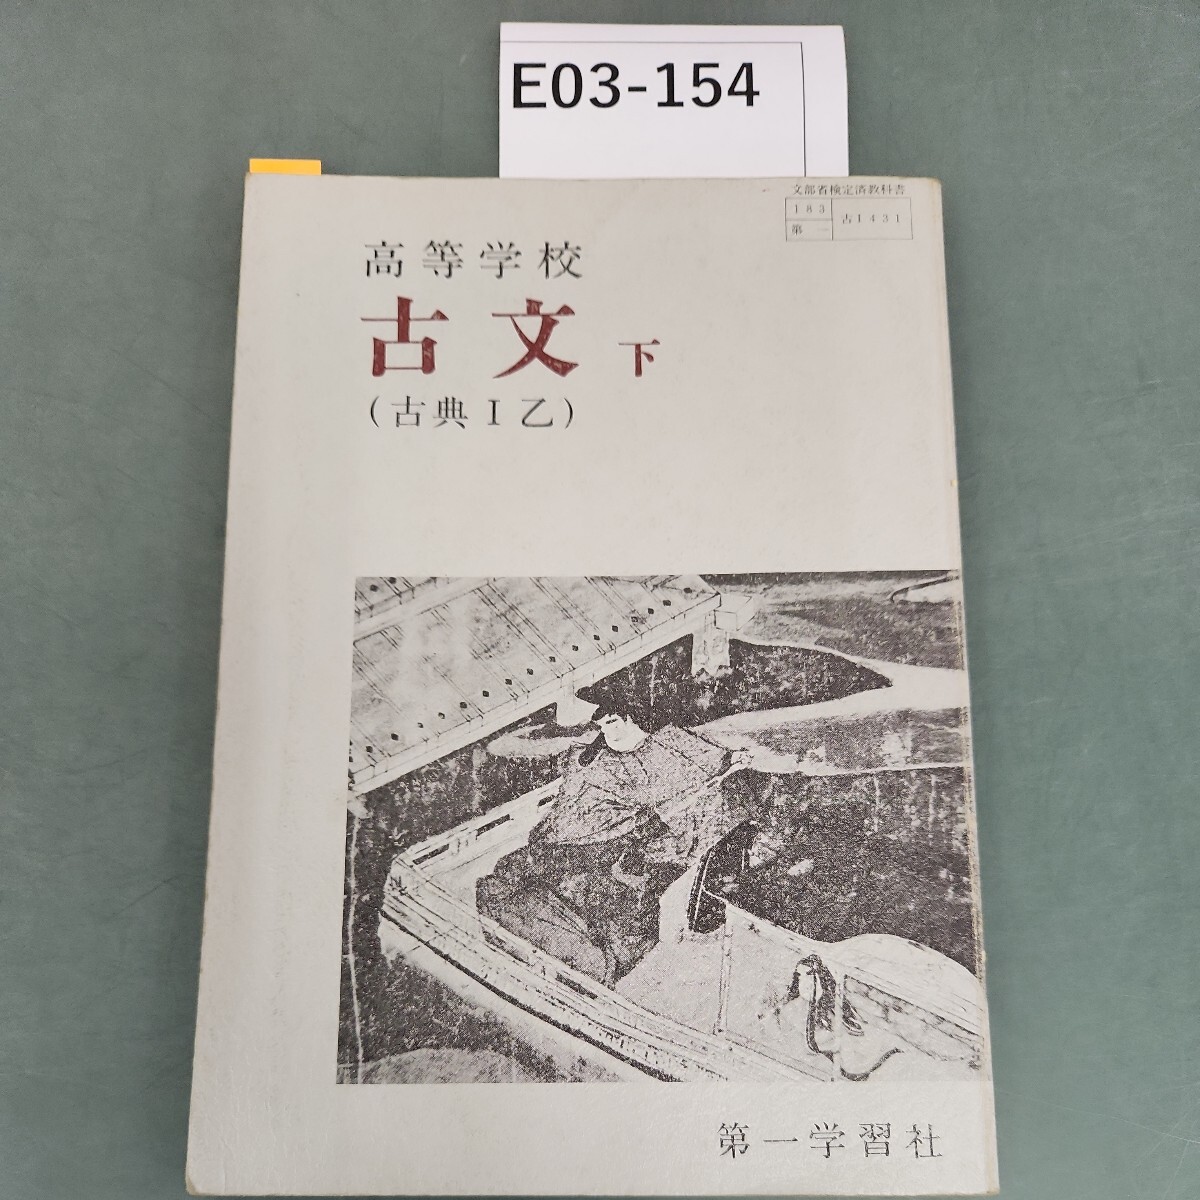 E03-154
文部省検定済教科書
183
第一
古1431
高等学校
古文 下
(古典Ⅰ乙)
第一学習社